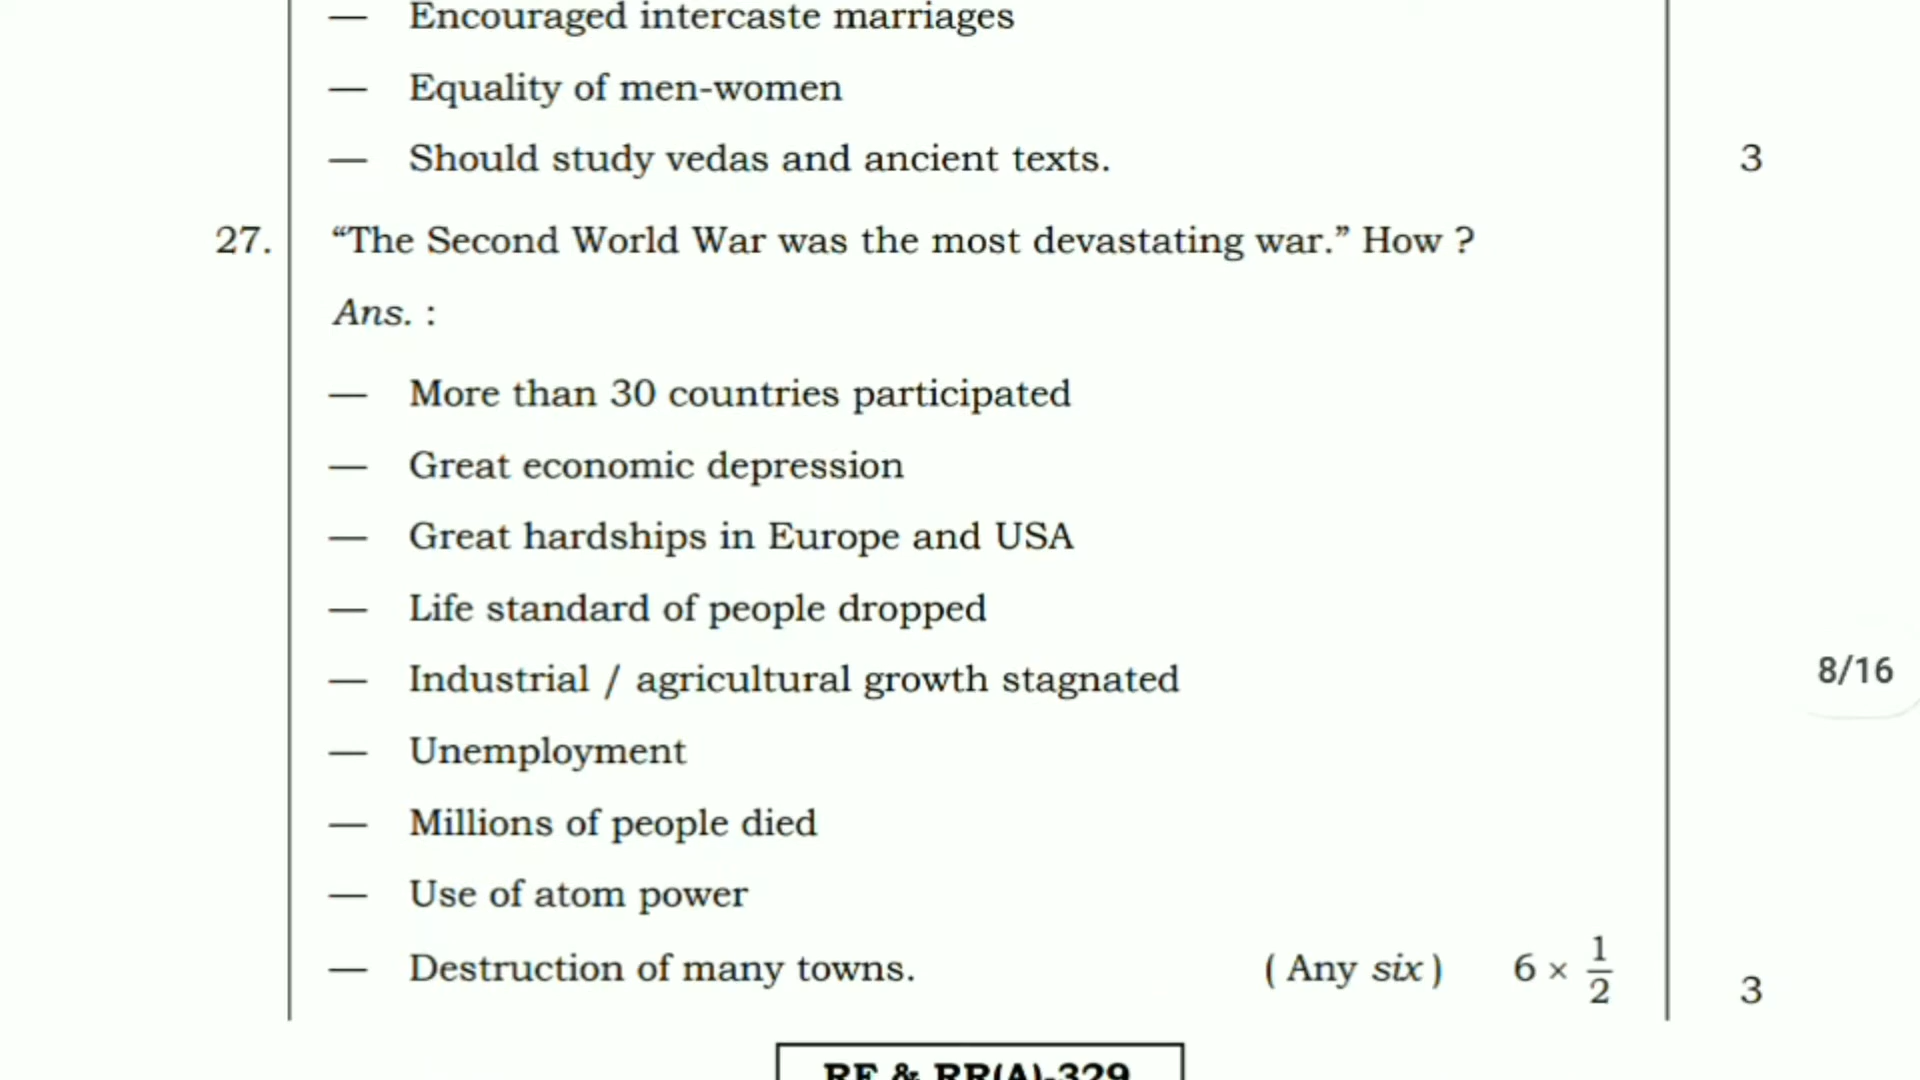 — Encouraged intercaste marriages
— Equality of men-women
— Should study vedas and ancient texts. 3
27. “The Second World War was the most devastating war.” How ?
Ans. :
— More than 30 countries participated
— Great economic depression
— Great hardships in Europe and USA
— Life standard of people dropped
— Industrial / agricultural growth stagnated
8/16
— Unemployment
— Millions of people died
— Use of atom power
— Destruction of many towns. ( Any six ) 6 × 1/2 3
RF & RR(A)-329